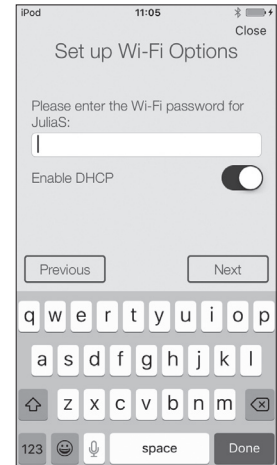 iPod 11:05
Close
Set up Wi-Fi Options
Please enter the Wi-Fi password for
JuliaS:
Enable DHCP
Previous Next
q w e r t y u i o p
a s d f g h j k l
z x c v b n m
123 space Done